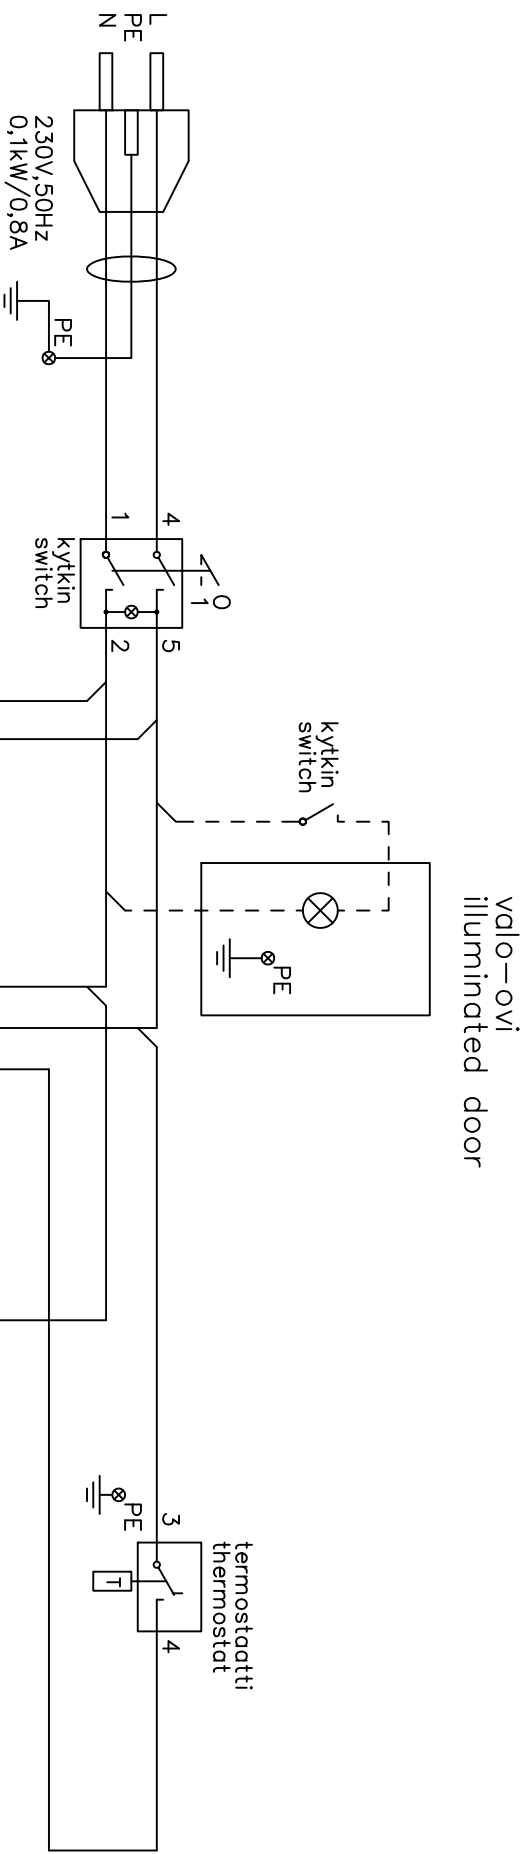 valo–ovi
illuminated door
L
PE
N
230V,50Hz
0,1kW/0,8A
PE
4
1
0
1
5
2
kytkin
switch
kytkin
switch
PE
PE
3
4
T
termostaatti
thermostat